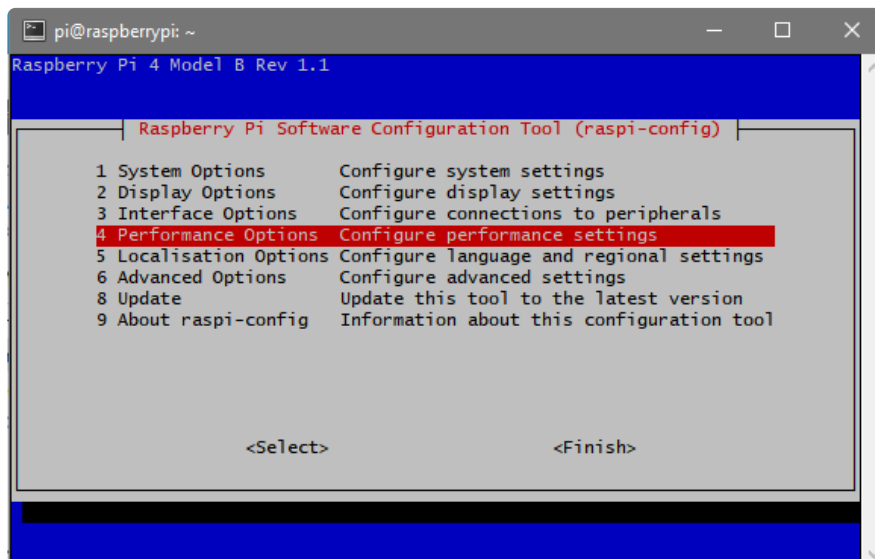 pi@raspberrypi: ~
Raspberry Pi 4 Model B Rev 1.1
Raspberry Pi Software Configuration Tool (raspi-config)
1 System Options Configure system settings
2 Display Options Configure display settings
3 Interface Options Configure connections to peripherals
4 Performance Options Configure performance settings
5 Localisation Options Configure language and regional settings
6 Advanced Options Configure advanced settings
8 Update Update this tool to the latest version
9 About raspi-config Information about this configuration tool
<Select> <Finish>